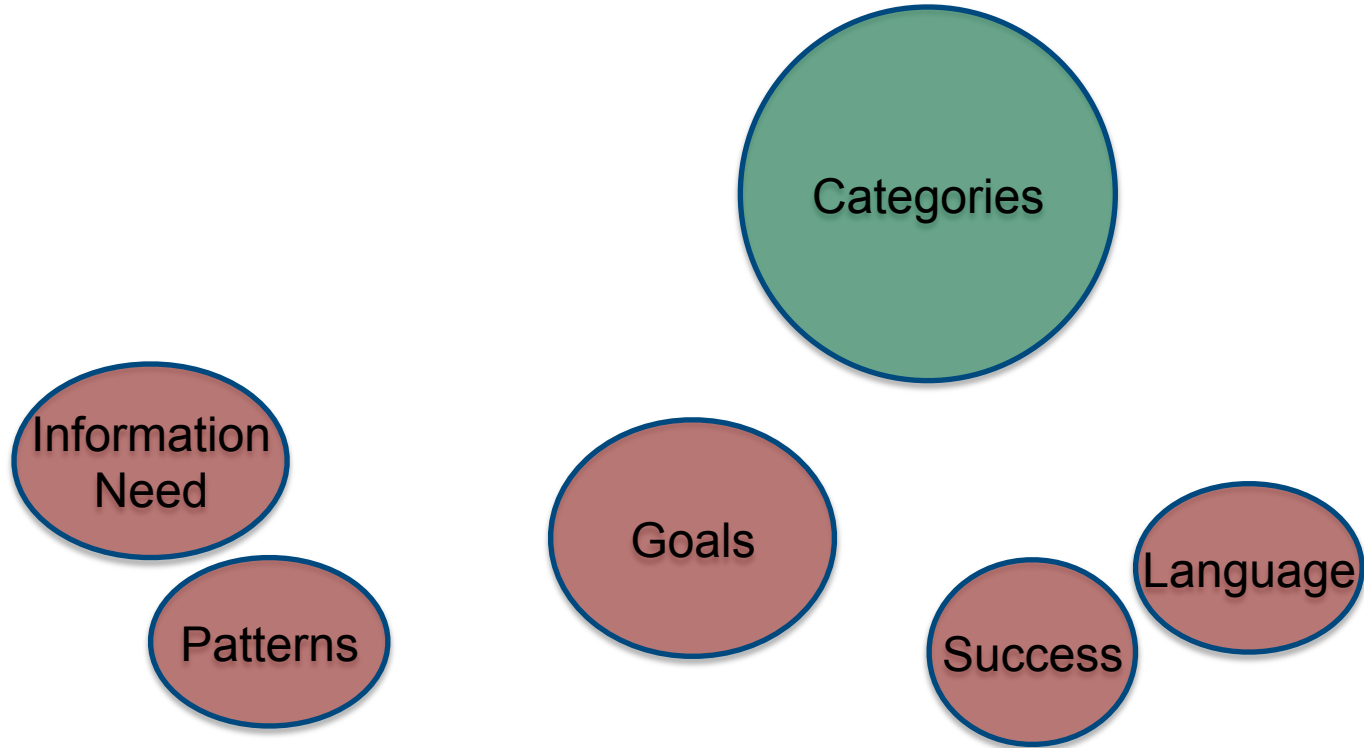 Categories
Information
Need
Goals
Language
Patterns
Success